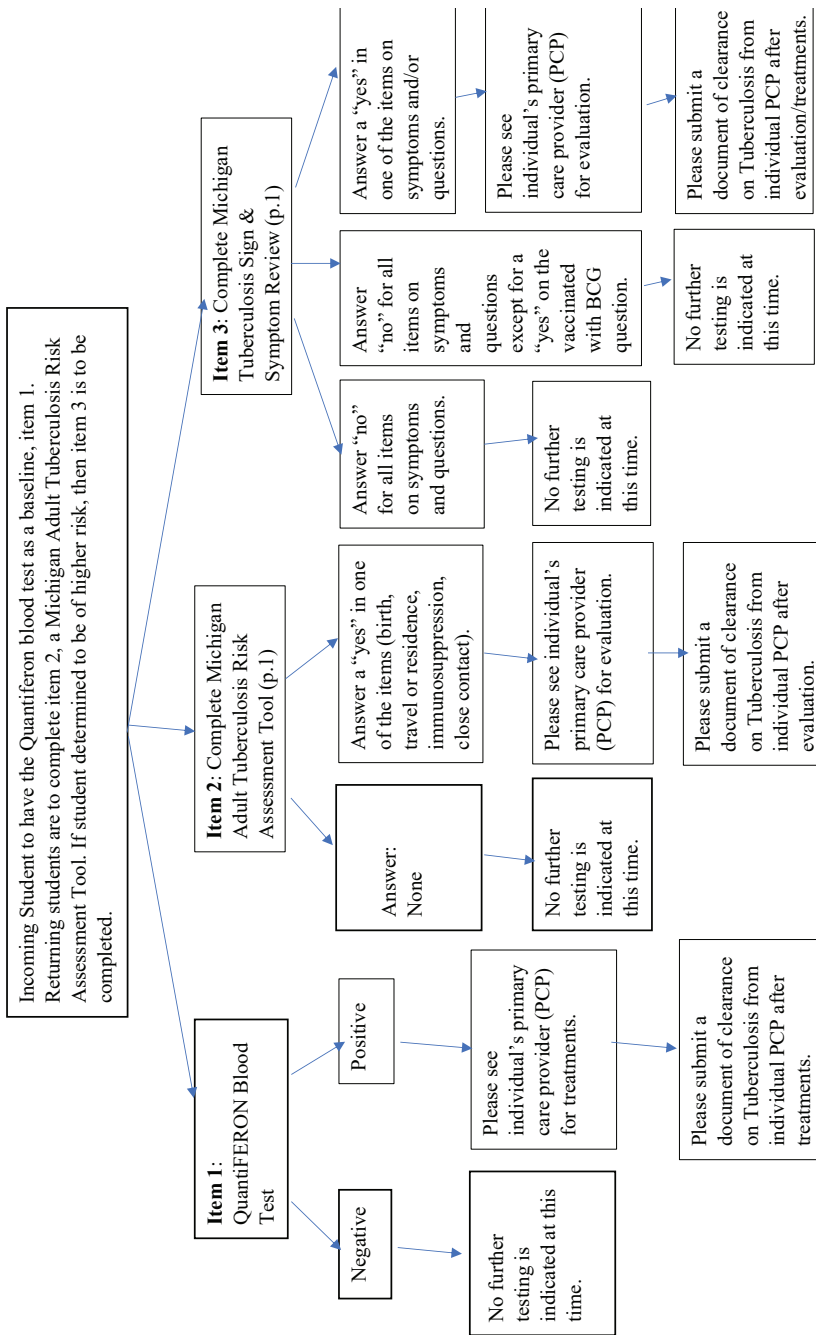 Incoming Student to have the Quantiferon blood test as a baseline, item 1.
Returning students are to complete item 2, a Michigan Adult Tuberculosis Risk
Assessment Tool. If student determined to be of higher risk, then item 3 is to be
completed.
Item 1:
QuantiFERON Blood
Test
Negative
No further
testing is
indicated at this
time.
Positive
Please see
individual’s primary
care provider (PCP)
for treatments.
Please submit a
document of clearance
on Tuberculosis from
individual PCP after
treatments.
Item 2: Complete Michigan
Adult Tuberculosis Risk
Assessment Tool (p.1)
Answer:
None
No further
testing is
indicated at
this time.
Answer a “yes” in one
of the items (birth,
travel or residence,
immunosuppression,
close contact).
Please see individual’s
primary care provider
(PCP) for evaluation.
Please submit a
document of clearance
on Tuberculosis from
individual PCP after
evaluation.
Item 3: Complete Michigan
Tuberculosis Sign &
Symptom Review (p.1)
Answer “no”
for all items
on symptoms
and questions.
No further
testing is
indicated at
this time.
Answer
“no” for all
items on
symptoms
and
questions
except for a
“yes” on the
vaccinated
with BCG
question.
No further
testing is
indicated at
this time.
Answer a “yes” in
one of the items on
symptoms and/or
questions.
Please see
individual’s primary
care provider (PCP)
for evaluation.
Please submit a
document of clearance
on Tuberculosis from
individual PCP after
evaluation/treatments.